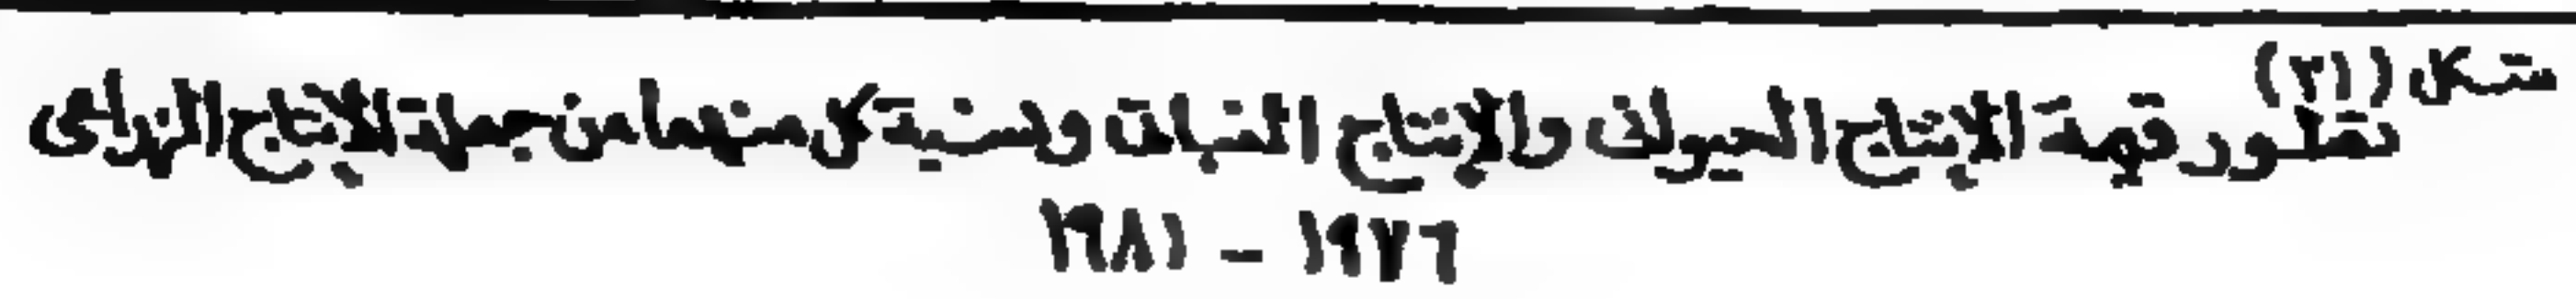 شكل (٢١)
تطور قيمة الإنتاج الحيوانى والإنتاج النباتى ونسبة كل منهما من جملة الإنتاج الزراعى
١٩٧٦ - ١٩٨١